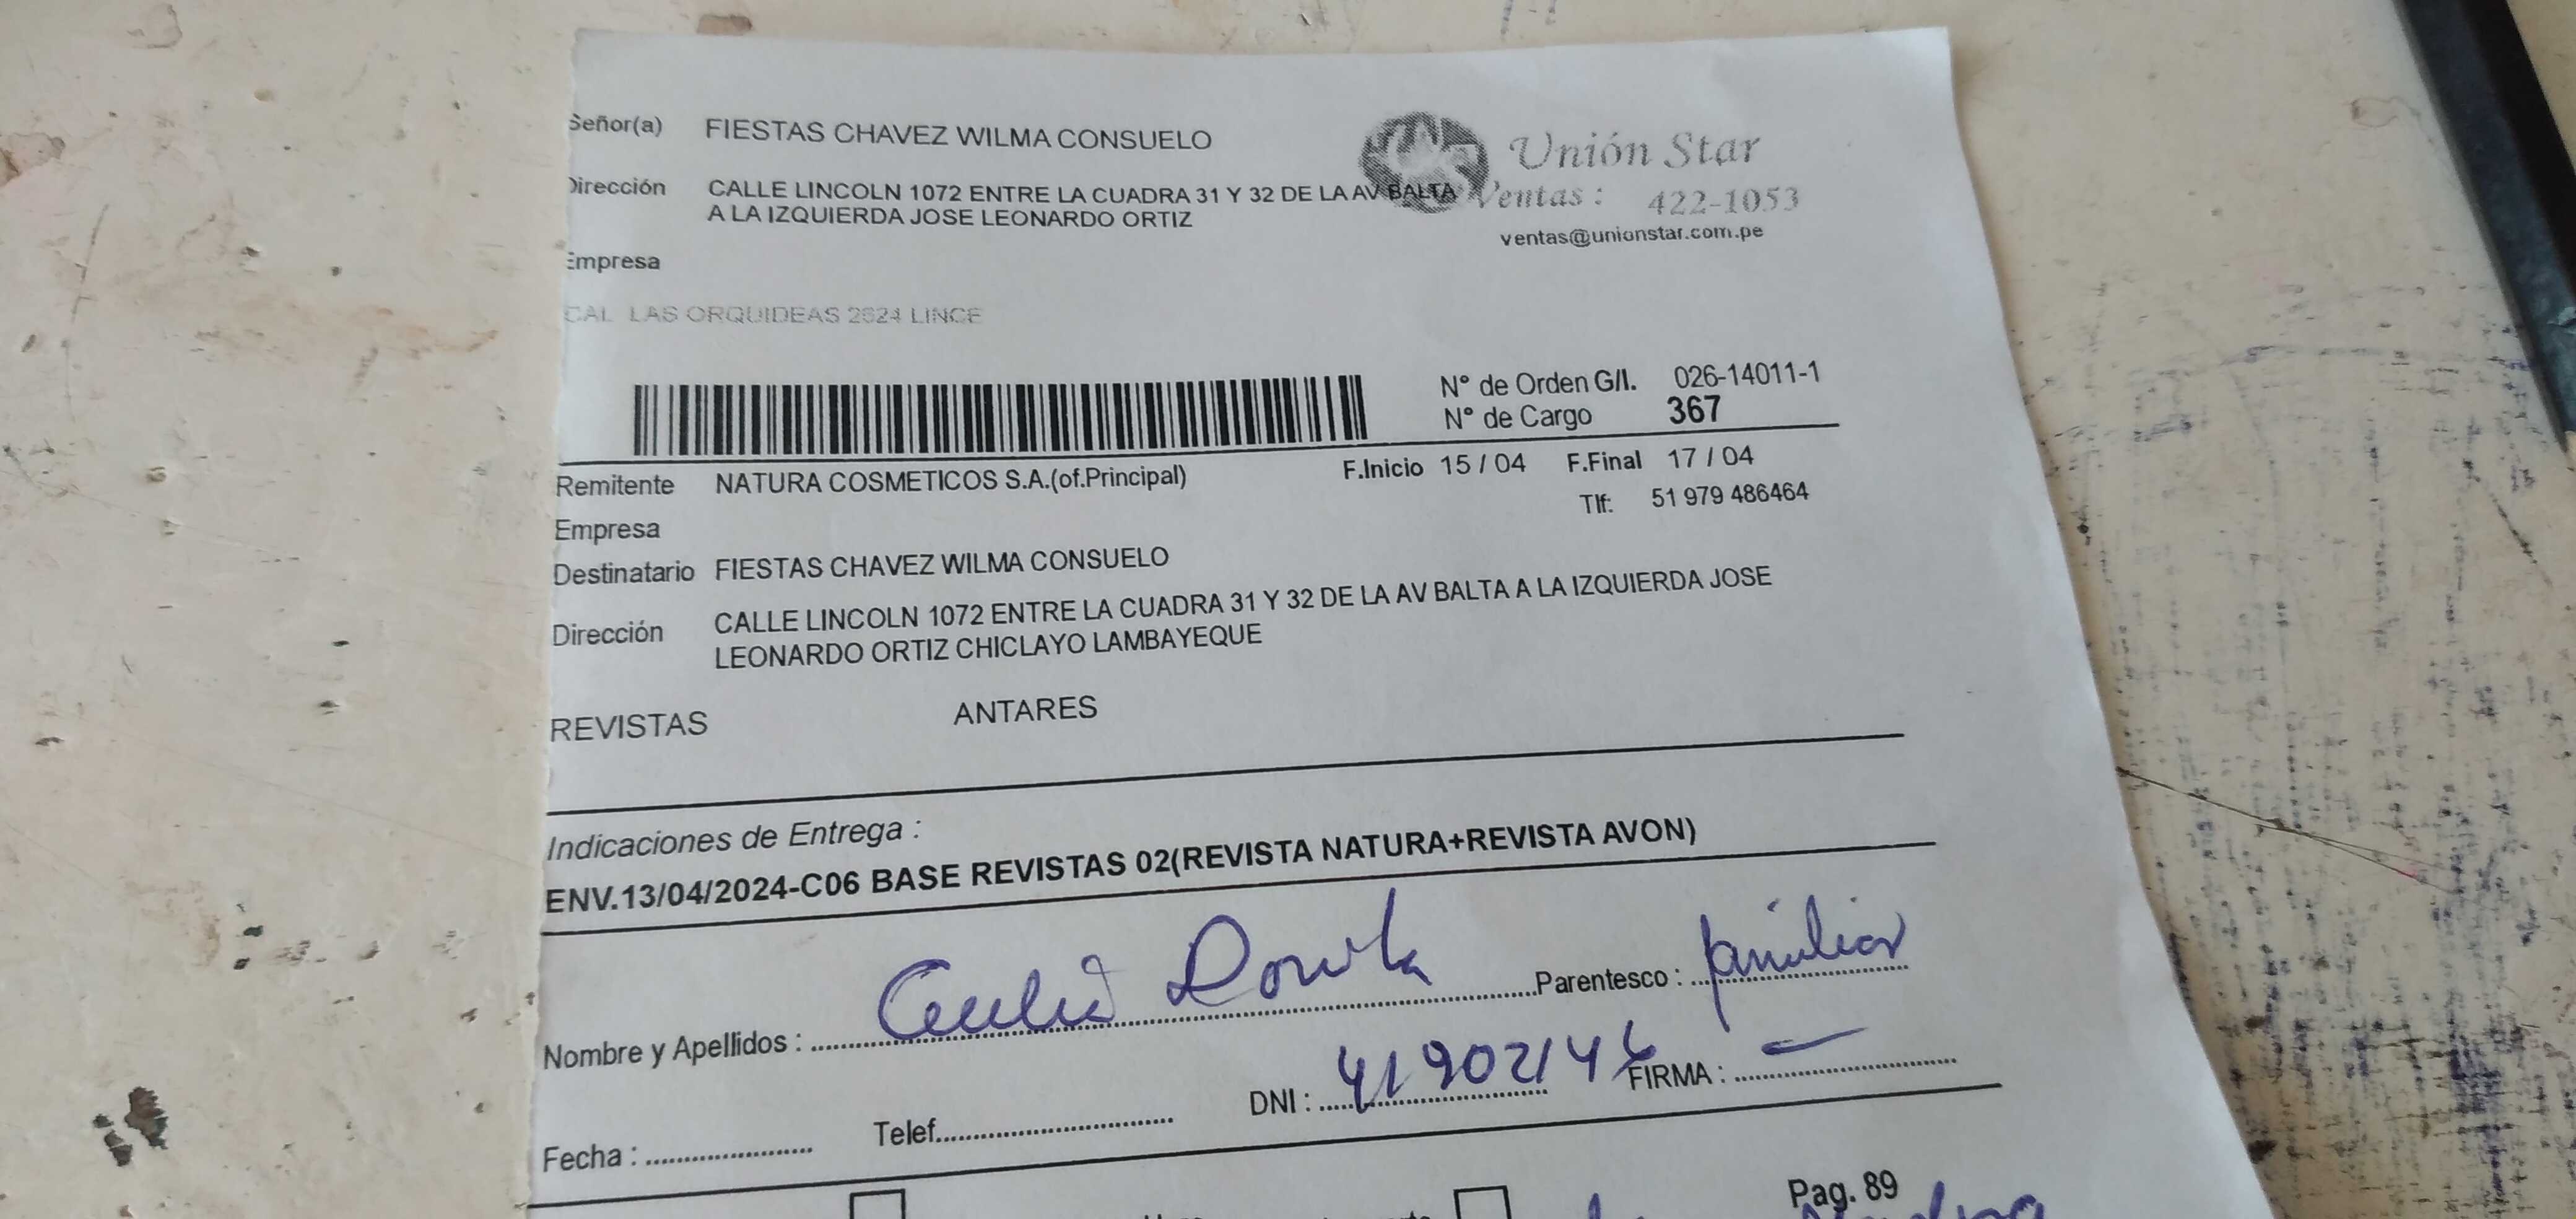 Señor(a) FIESTAS CHAVEZ WILMA CONSUELO
Unión Star
Dirección CALLE LINCOLN 1072 ENTRE LA CUADRA 31 Y 32 DE LA AV BALTA
A LA IZQUIERDA JOSE LEONARDO ORTIZ
Ventas : 422-1053
ventas@unionstar.com.pe
Empresa
CAL LAS ORQUIDEAS 2624 LINCE
N° de Orden G/I. 026-14011-1
N° de Cargo 367
Remitente NATURA COSMETICOS S.A.(of.Principal) F.Inicio 15 / 04 F.Final 17 / 04
Tlf: 51 979 486464
Empresa
Destinatario FIESTAS CHAVEZ WILMA CONSUELO
Dirección CALLE LINCOLN 1072 ENTRE LA CUADRA 31 Y 32 DE LA AV BALTA A LA IZQUIERDA JOSE
LEONARDO ORTIZ CHICLAYO LAMBAYEQUE
REVISTAS ANTARES
Indicaciones de Entrega :
ENV.13/04/2024-C06 BASE REVISTAS 02(REVISTA NATURA+REVISTA AVON)
Nombre y Apellidos : Parentesco : familiar
Fecha : Telef. DNI : 41902146 FIRMA :
Pag. 89